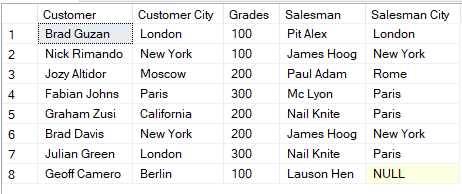 Customer Customer City Grades Salesman Salesman City
1 Brad Guzan London 100 Pit Alex London
2 Nick Rimando New York 100 James Hoog New York
3 Jozy Altidor Moscow 200 Paul Adam Rome
4 Fabian Johns Paris 300 Mc Lyon Paris
5 Graham Zusi California 200 Nail Knite Paris
6 Brad Davis New York 200 James Hoog New York
7 Julian Green London 300 Nail Knite Paris
8 Geoff Camero Berlin 100 Lauson Hen NULL